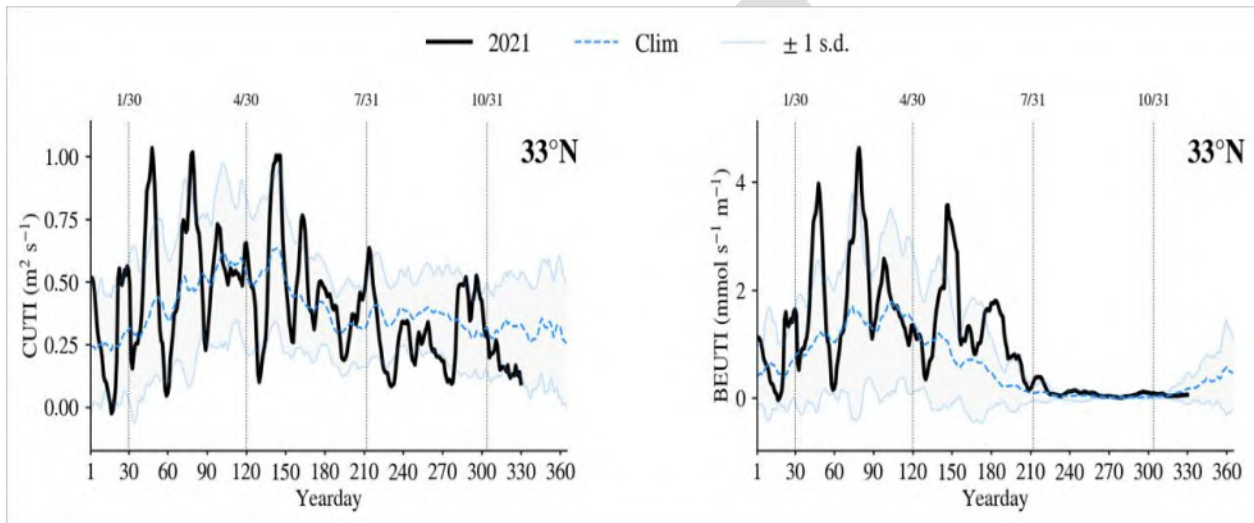 2021 Clim ± 1 s.d.
1/30 4/30 7/31 10/31
33°N
CUTI (m² s⁻¹)
1.00
0.75
0.50
0.25
0.00
1 30 60 90 120 150 180 210 240 270 300 330 360
Yearday
1/30 4/30 7/31 10/31
33°N
BEUTI (mmol s⁻¹ m⁻¹)
4
2
0
1 30 60 90 120 150 180 210 240 270 300 330 360
Yearday